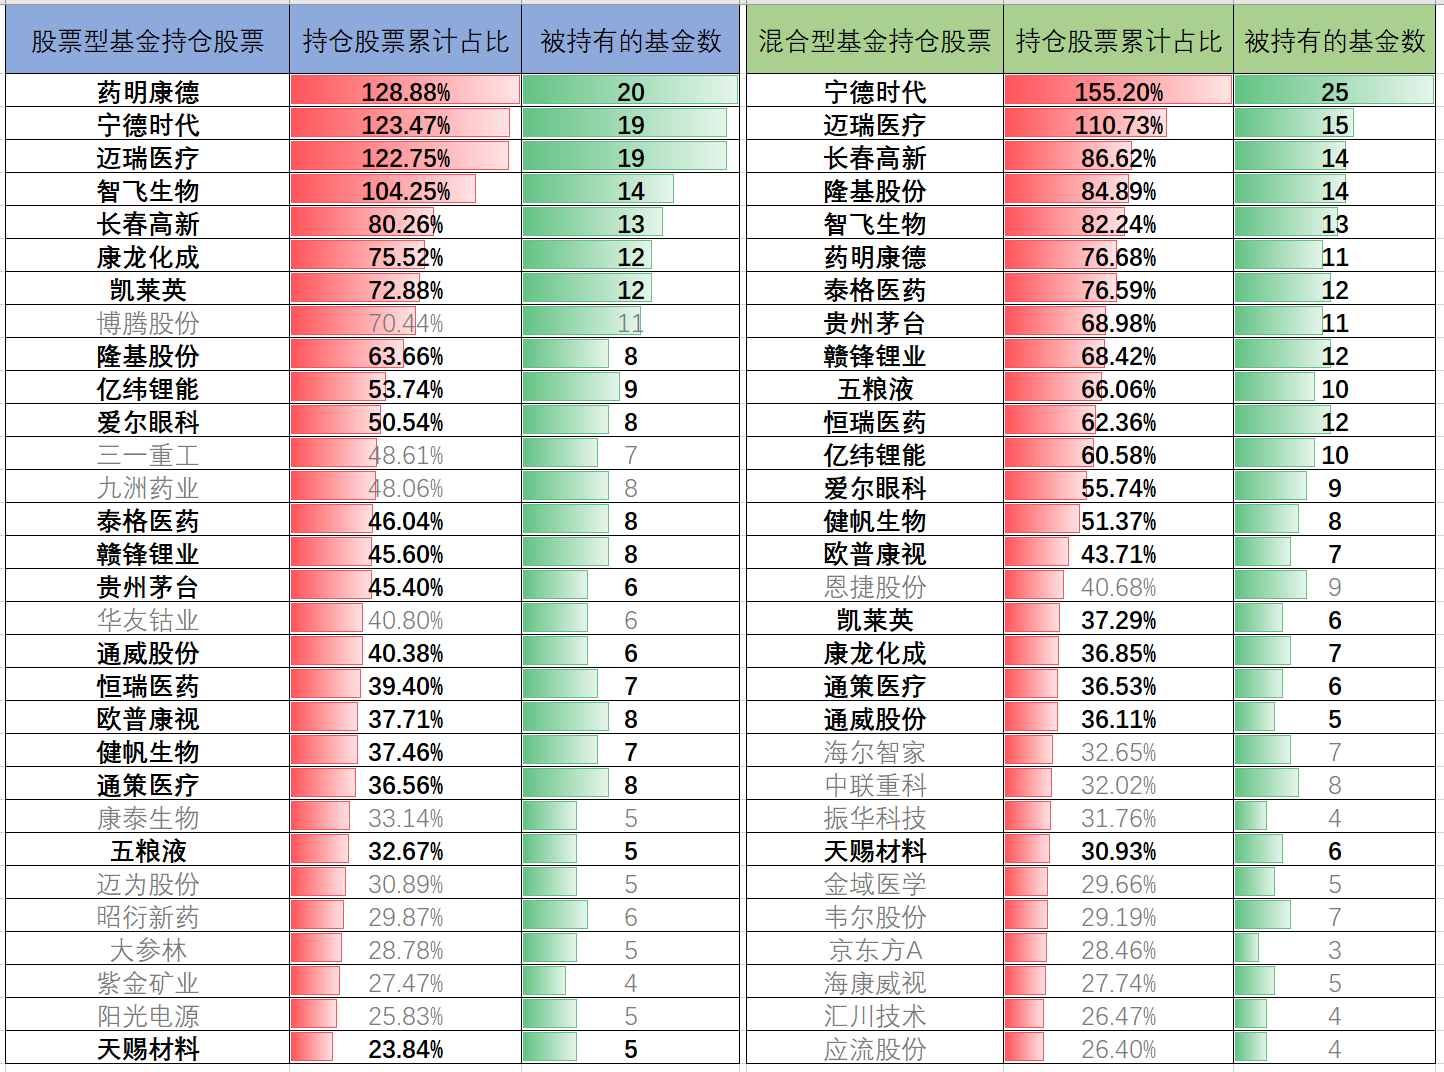 股票型基金持仓股票 持仓股票累计占比 被持有的基金数 混合型基金持仓股票 持仓股票累计占比 被持有的基金数
药明康德 128.88% 20 宁德时代 155.20% 25
宁德时代 123.47% 19 迈瑞医疗 110.73% 15
迈瑞医疗 122.75% 19 长春高新 86.62% 14
智飞生物 104.25% 14 隆基股份 84.89% 14
长春高新 80.26% 13 智飞生物 82.24% 13
康龙化成 75.52% 12 药明康德 76.68% 11
凯莱英 72.88% 12 泰格医药 76.59% 12
博腾股份 70.44% 11 贵州茅台 68.98% 11
隆基股份 63.66% 8 赣锋锂业 68.42% 12
亿纬锂能 53.74% 9 五粮液 66.06% 10
爱尔眼科 50.54% 8 恒瑞医药 62.36% 12
三一重工 48.61% 7 亿纬锂能 60.58% 10
九洲药业 48.06% 8 爱尔眼科 55.74% 9
泰格医药 46.04% 8 健帆生物 51.37% 8
赣锋锂业 45.60% 8 欧普康视 43.71% 7
贵州茅台 45.40% 6 恩捷股份 40.68% 9
华友钴业 40.80% 6 凯莱英 37.29% 6
通威股份 40.38% 6 康龙化成 36.85% 7
恒瑞医药 39.40% 7 通策医疗 36.53% 6
欧普康视 37.71% 8 通威股份 36.11% 5
健帆生物 37.46% 7 海尔智家 32.65% 7
通策医疗 36.56% 8 中联重科 32.02% 8
康泰生物 33.14% 5 振华科技 31.76% 4
五粮液 32.67% 5 天赐材料 30.93% 6
迈为股份 30.89% 5 金域医学 29.66% 5
昭衍新药 29.87% 6 韦尔股份 29.19% 7
大参林 28.78% 5 京东方A 28.46% 3
紫金矿业 27.47% 4 海康威视 27.74% 5
阳光电源 25.83% 5 汇川技术 26.47% 4
天赐材料 23.84% 5 应流股份 26.40% 4